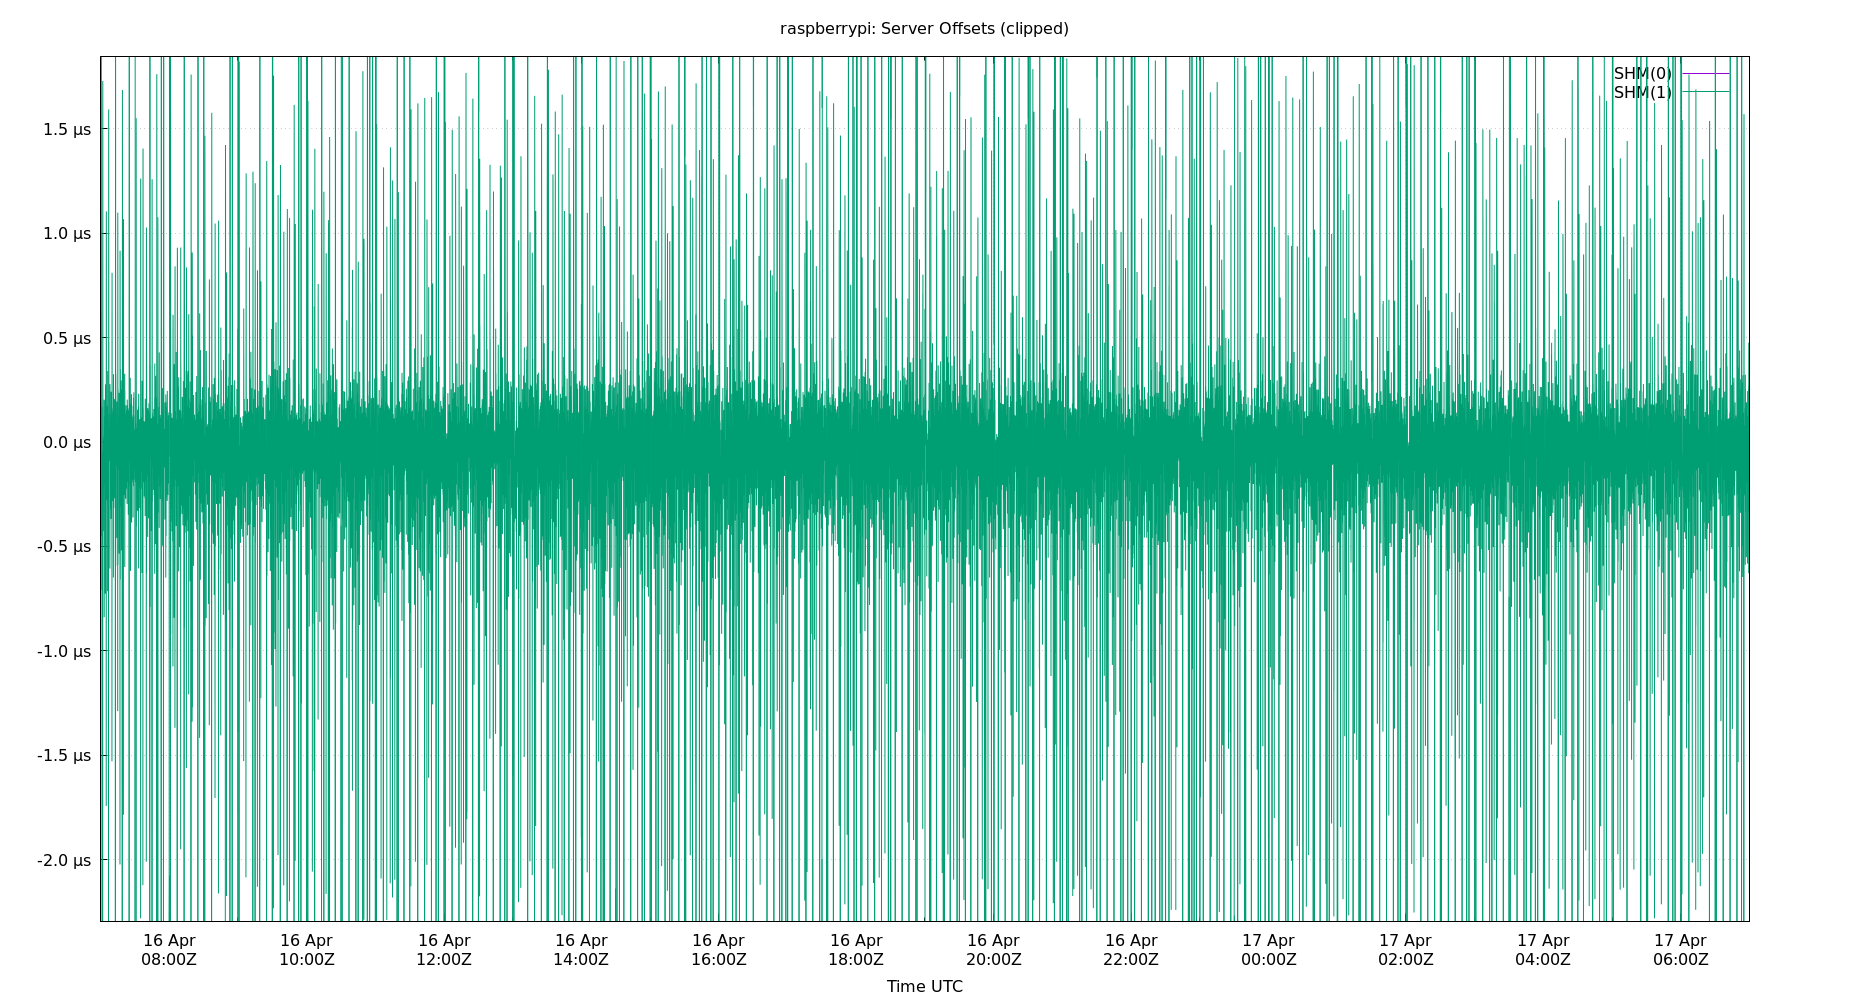 raspberrypi: Server Offsets (clipped)
SHM(0)
SHM(1)
1.5 µs
1.0 µs
0.5 µs
0.0 µs
-0.5 µs
-1.0 µs
-1.5 µs
-2.0 µs
16 Apr 16 Apr 16 Apr 16 Apr 16 Apr 16 Apr 16 Apr 16 Apr 17 Apr 17 Apr 17 Apr 17 Apr
08:00Z 10:00Z 12:00Z 14:00Z 16:00Z 18:00Z 20:00Z 22:00Z 00:00Z 02:00Z 04:00Z 06:00Z
Time UTC